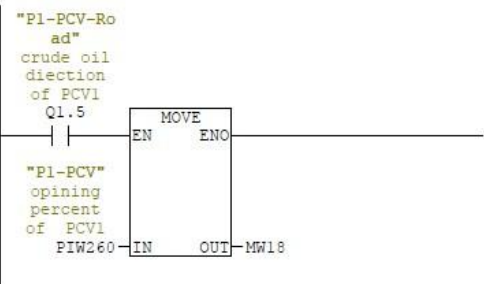 "P1-PCV-Ro
ad"
crude oil
diection
of PCV1
Q1.5
MOVE
EN ENO
"P1-PCV"
opining
percent
of PCV1
PIW260 IN OUT MW18